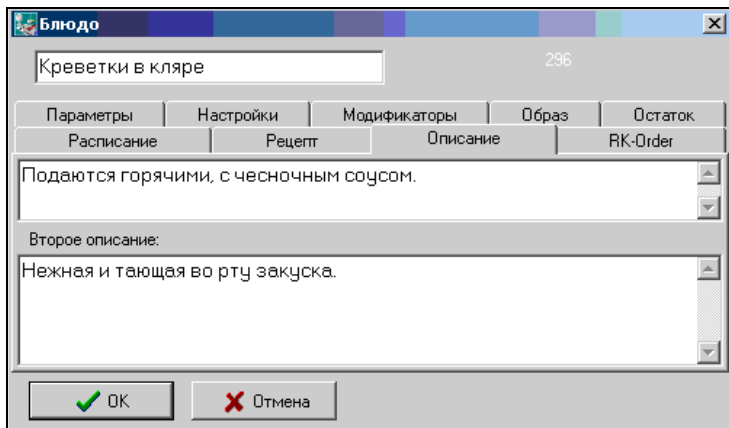 Блюдо
Креветки в кляре
296
Параметры Настройки Модификаторы Образ Остаток
Расписание Рецепт Описание RK-Order
Подаются горячими, с чесночным соусом.
Второе описание:
Нежная и тающая во рту закуска.
OK Отмена